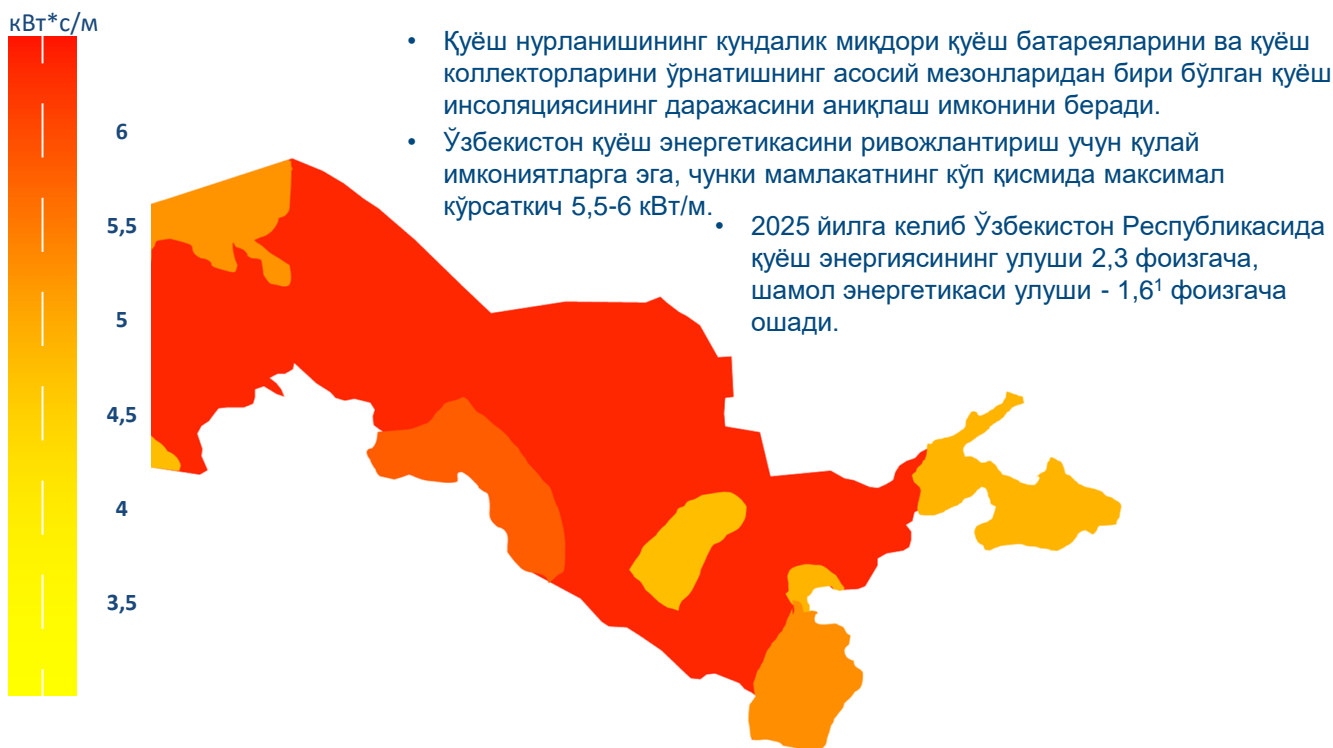 кВт*с/м
• Қуёш нурланишининг кундалик миқдори қуёш батареяларини ва қуёш
коллекторларини ўрнатишнинг асосий мезонларидан бири бўлган қуёш
инсоляциясининг даражасини аниқлаш имконини беради.
• Ўзбекистон қуёш энергетикасини ривожлантириш учун қулай
имкониятларга эга, чунки мамлакатнинг кўп қисмида максимал
кўрсаткич 5,5-6 кВт/м.
• 2025 йилга келиб Ўзбекистон Республикасида
қуёш энергиясининг улуши 2,3 фоизгача,
шамол энергетикаси улуши - 1,6¹ фоизгача
ошади.
6
5,5
5
4,5
4
3,5